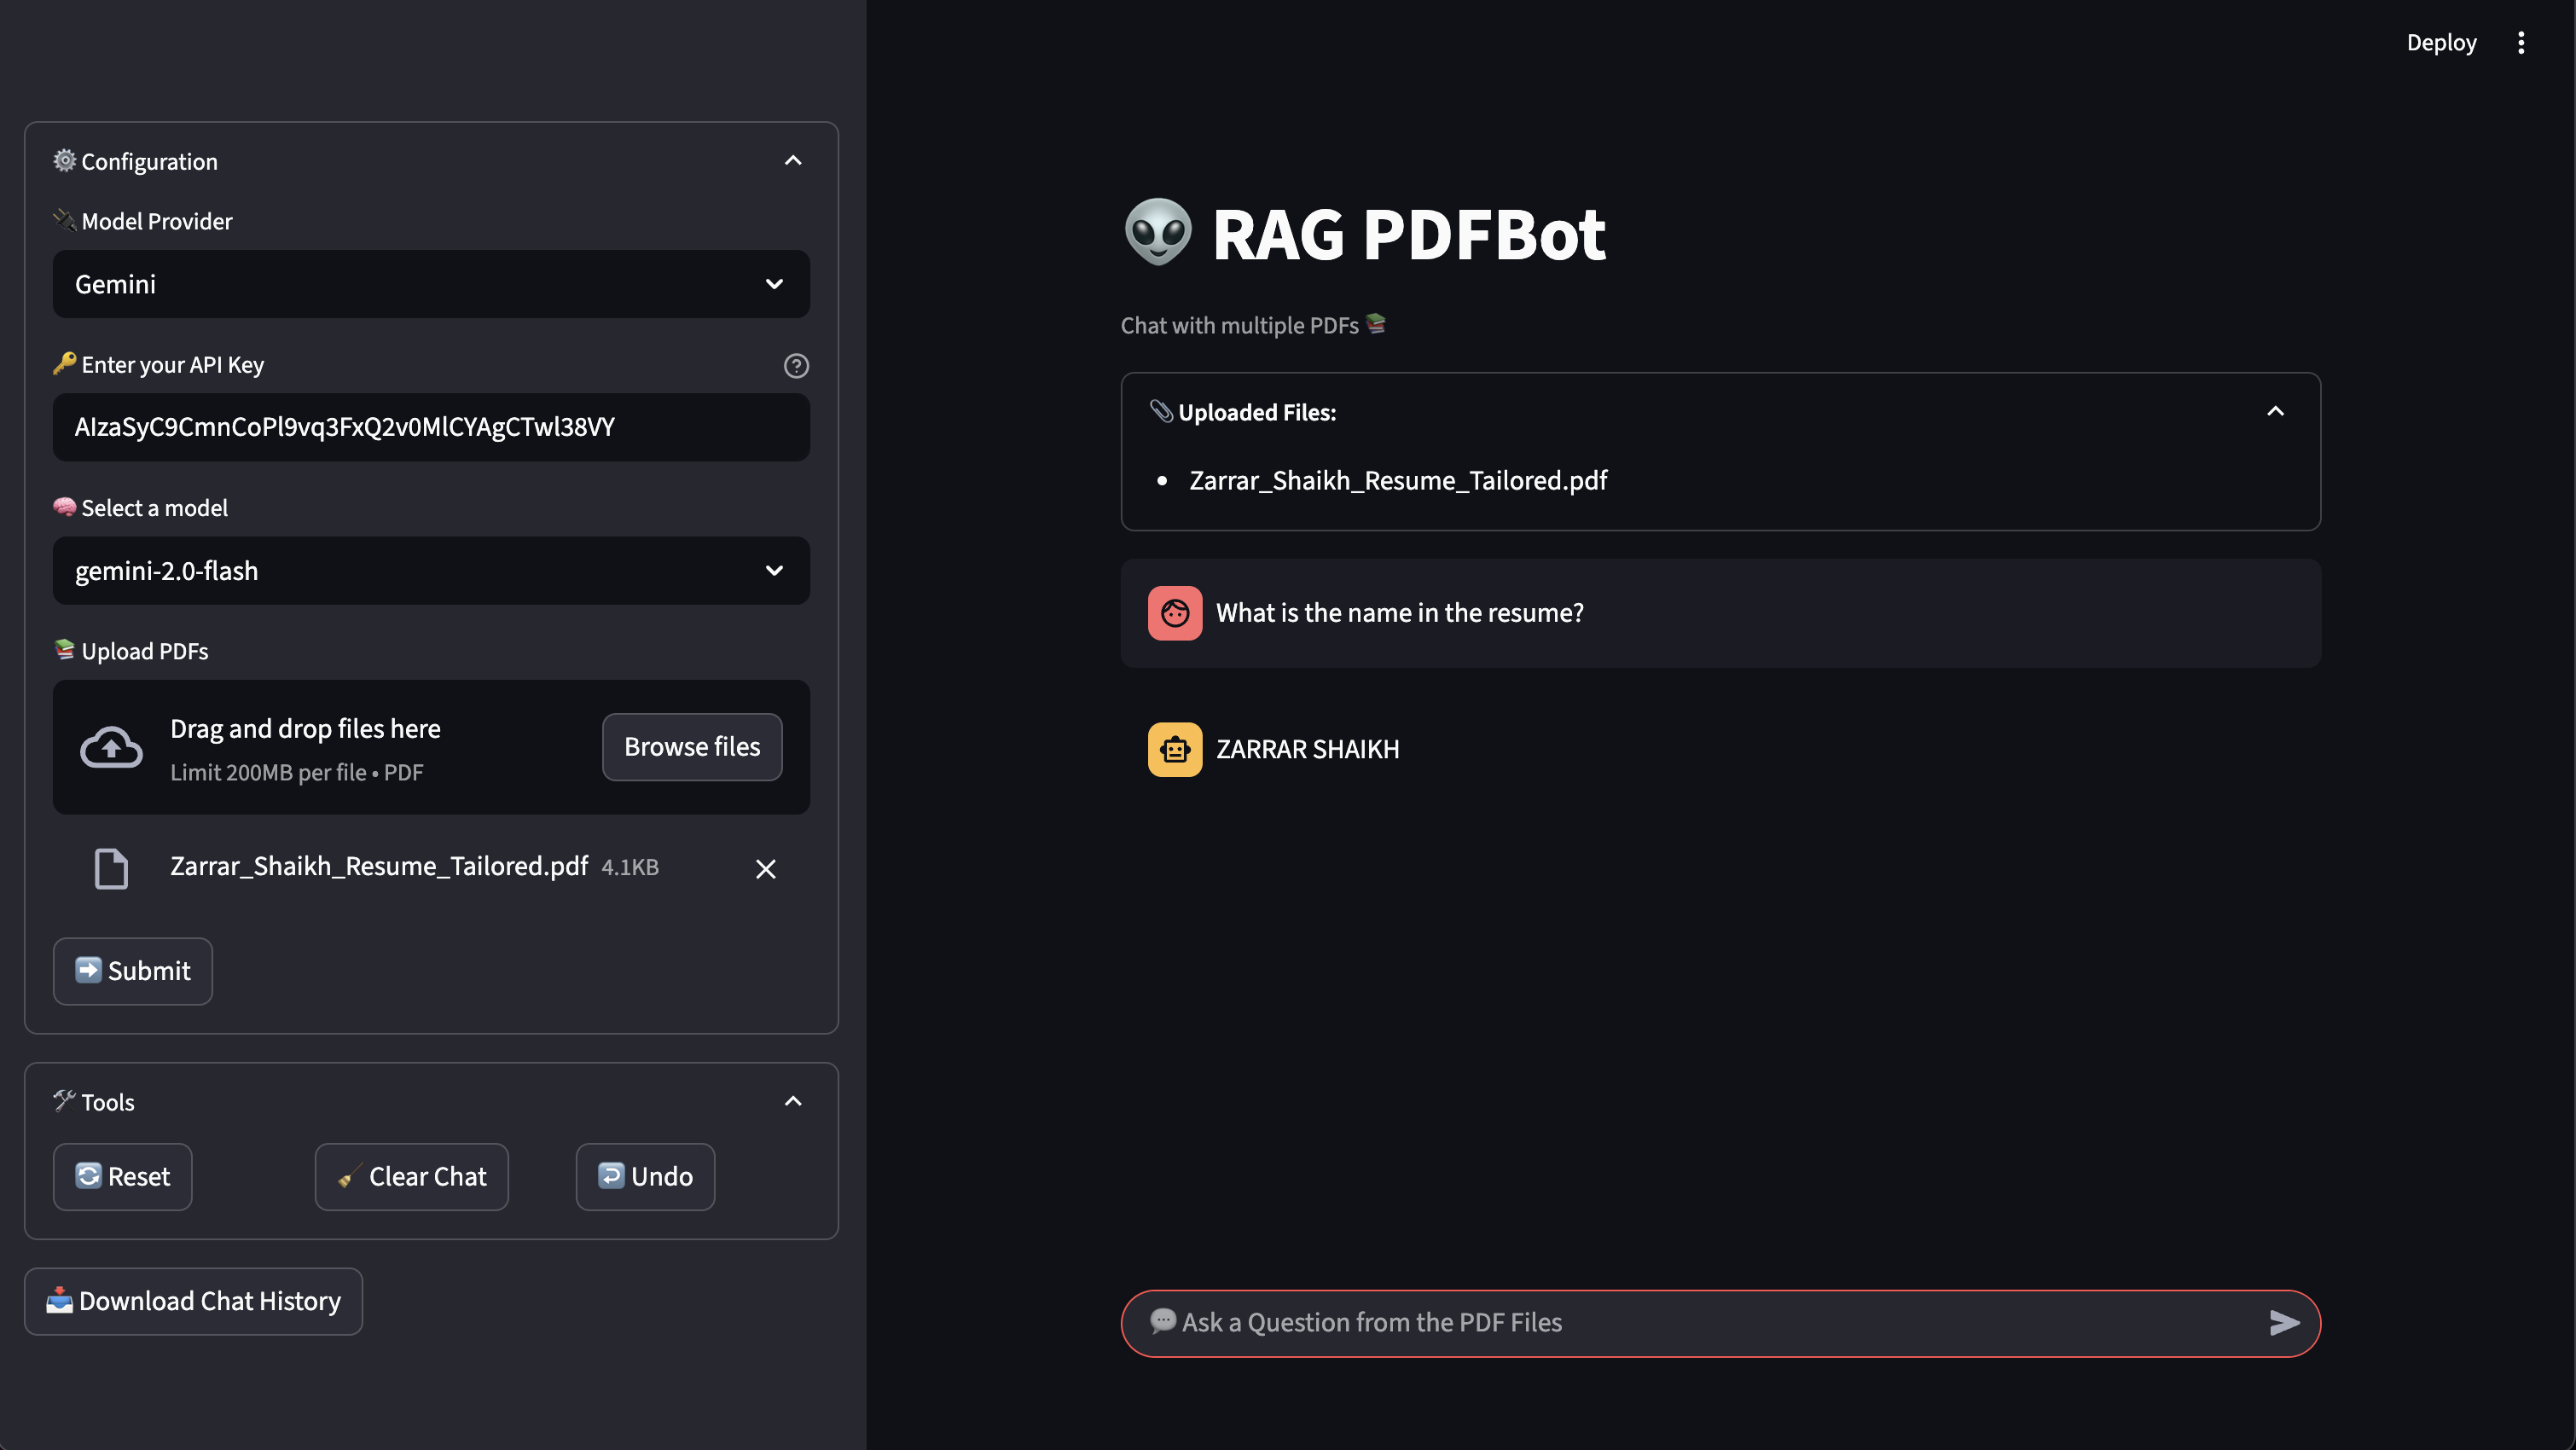 Deploy
Configuration
Model Provider
Gemini
Enter your API Key
AIzaSyC9CmnCoPl9vq3FxQ2v0MlCYAgCTwl38VY
Select a model
gemini-2.0-flash
Upload PDFs
Drag and drop files here
Limit 200MB per file • PDF
Browse files
Zarrar_Shaikh_Resume_Tailored.pdf 4.1KB
Submit
Tools
Reset
Clear Chat
Undo
Download Chat History
RAG PDFBot
Chat with multiple PDFs
Uploaded Files:
Zarrar_Shaikh_Resume_Tailored.pdf
What is the name in the resume?
ZARRAR SHAIKH
Ask a Question from the PDF Files